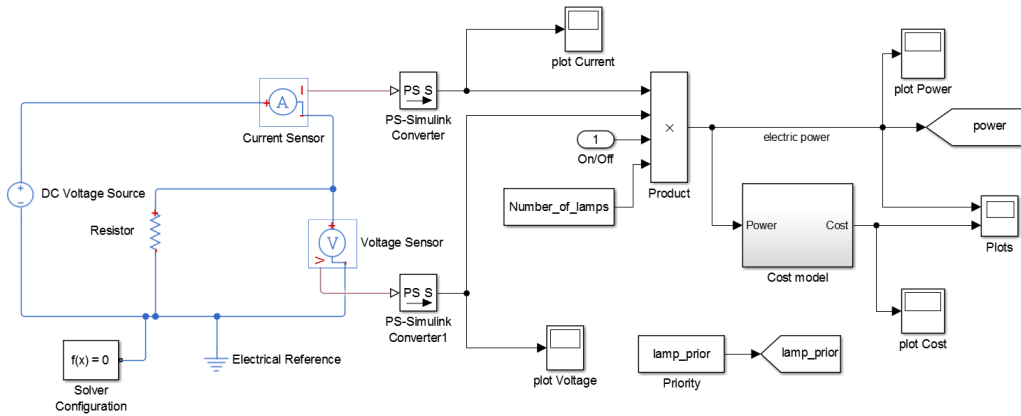 plot Current
plot Power
PS S
PS-Simulink
Converter
A
I
+
-
Current Sensor
×
Product
1
On/Off
Number_of_lamps
electric power
power
+
−
DC Voltage Source
+
-
Resistor
+
V
V
-
Voltage Sensor
Power
Cost
Cost model
Plots
PS S
PS-Simulink
Converter1
plot Cost
f(x) = 0
Solver
Configuration
Electrical Reference
plot Voltage
lamp_prior
Priority
lamp_prior